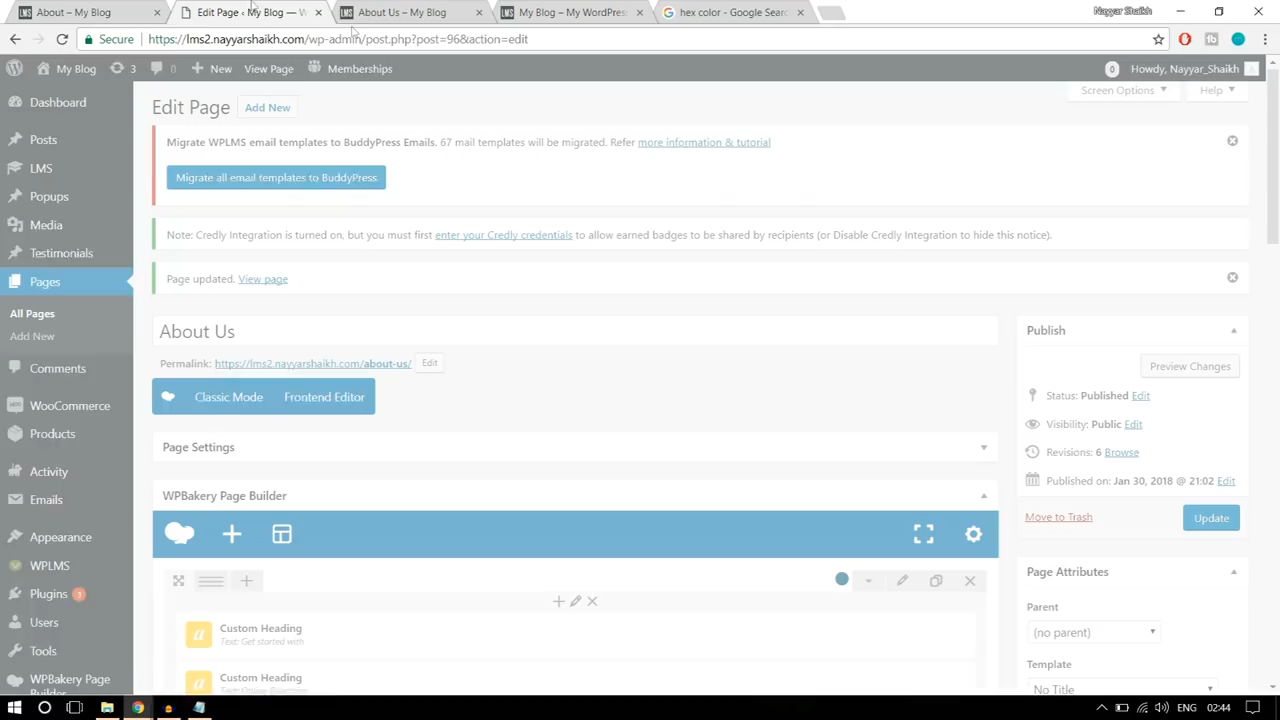 About – My Blog
Edit Page ‹ My Blog — W
About Us – My Blog
My Blog – My WordPress
hex color - Google Search
Nayyar Shaikh
Secure
https://lms2.nayyarshaikh.com/wp-admin/post.php?post=96&action=edit
My Blog
3
0
New
View Page
Memberships
0
Howdy, Nayyar_Shaikh
Dashboard
Posts
LMS
Popups
Media
Testimonials
Pages
All Pages
Add New
Comments
WooCommerce
Products
Activity
Emails
Appearance
WPLMS
Plugins 3
Users
Tools
WPBakery Page
Builder
Edit Page
Add New
Screen Options
Help
Migrate WPLMS email templates to BuddyPress Emails. 67 mail templates will be migrated. Refer more information & tutorial
Migrate all email templates to BuddyPress
Note: Credly Integration is turned on, but you must first enter your Credly credentials to allow earned badges to be shared by recipients (or Disable Credly Integration to hide this notice).
Page updated. View page
About Us
Permalink: https://lms2.nayyarshaikh.com/about-us/ Edit
Classic Mode
Frontend Editor
Page Settings
WPBakery Page Builder
Custom Heading
Text: Get started with
Custom Heading
Publish
Preview Changes
Status: Published Edit
Visibility: Public Edit
Revisions: 6 Browse
Published on: Jan 30, 2018 @ 21:02 Edit
Move to Trash
Update
Page Attributes
Parent
(no parent)
Template
No Title
ENG
02:44